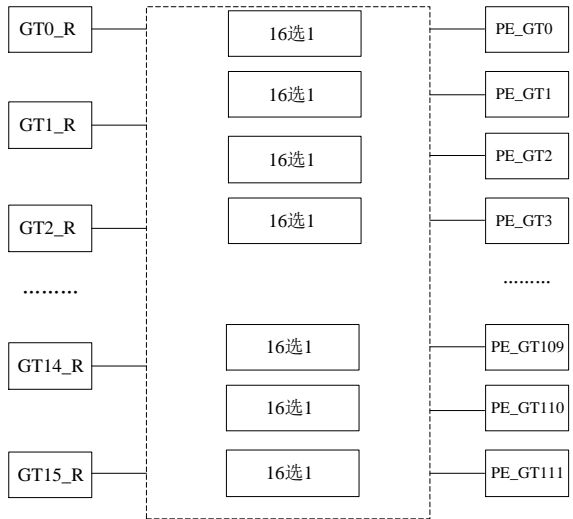 GT0_R
16选1
PE_GT0
GT1_R
16选1
PE_GT1
16选1
PE_GT2
GT2_R
16选1
PE_GT3
.........
.........
GT14_R
16选1
PE_GT109
16选1
PE_GT110
GT15_R
16选1
PE_GT111